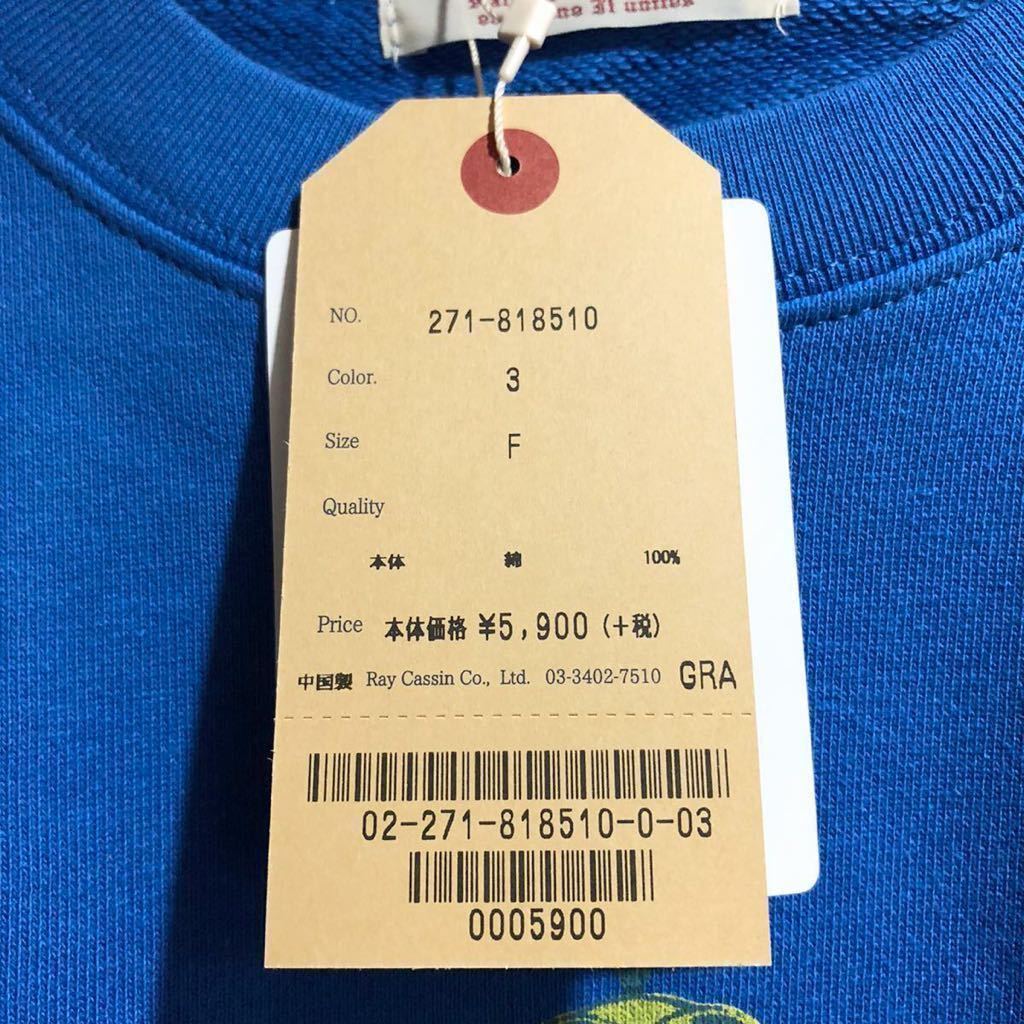 NO. 271-818510
Color. 3
Size F
Quality
本体 綿 100%
Price 本体価格 ¥5,900 (+税)
中国製 Ray Cassin Co., Ltd. 03-3402-7510 GRA
02-271-818510-0-03
0005900